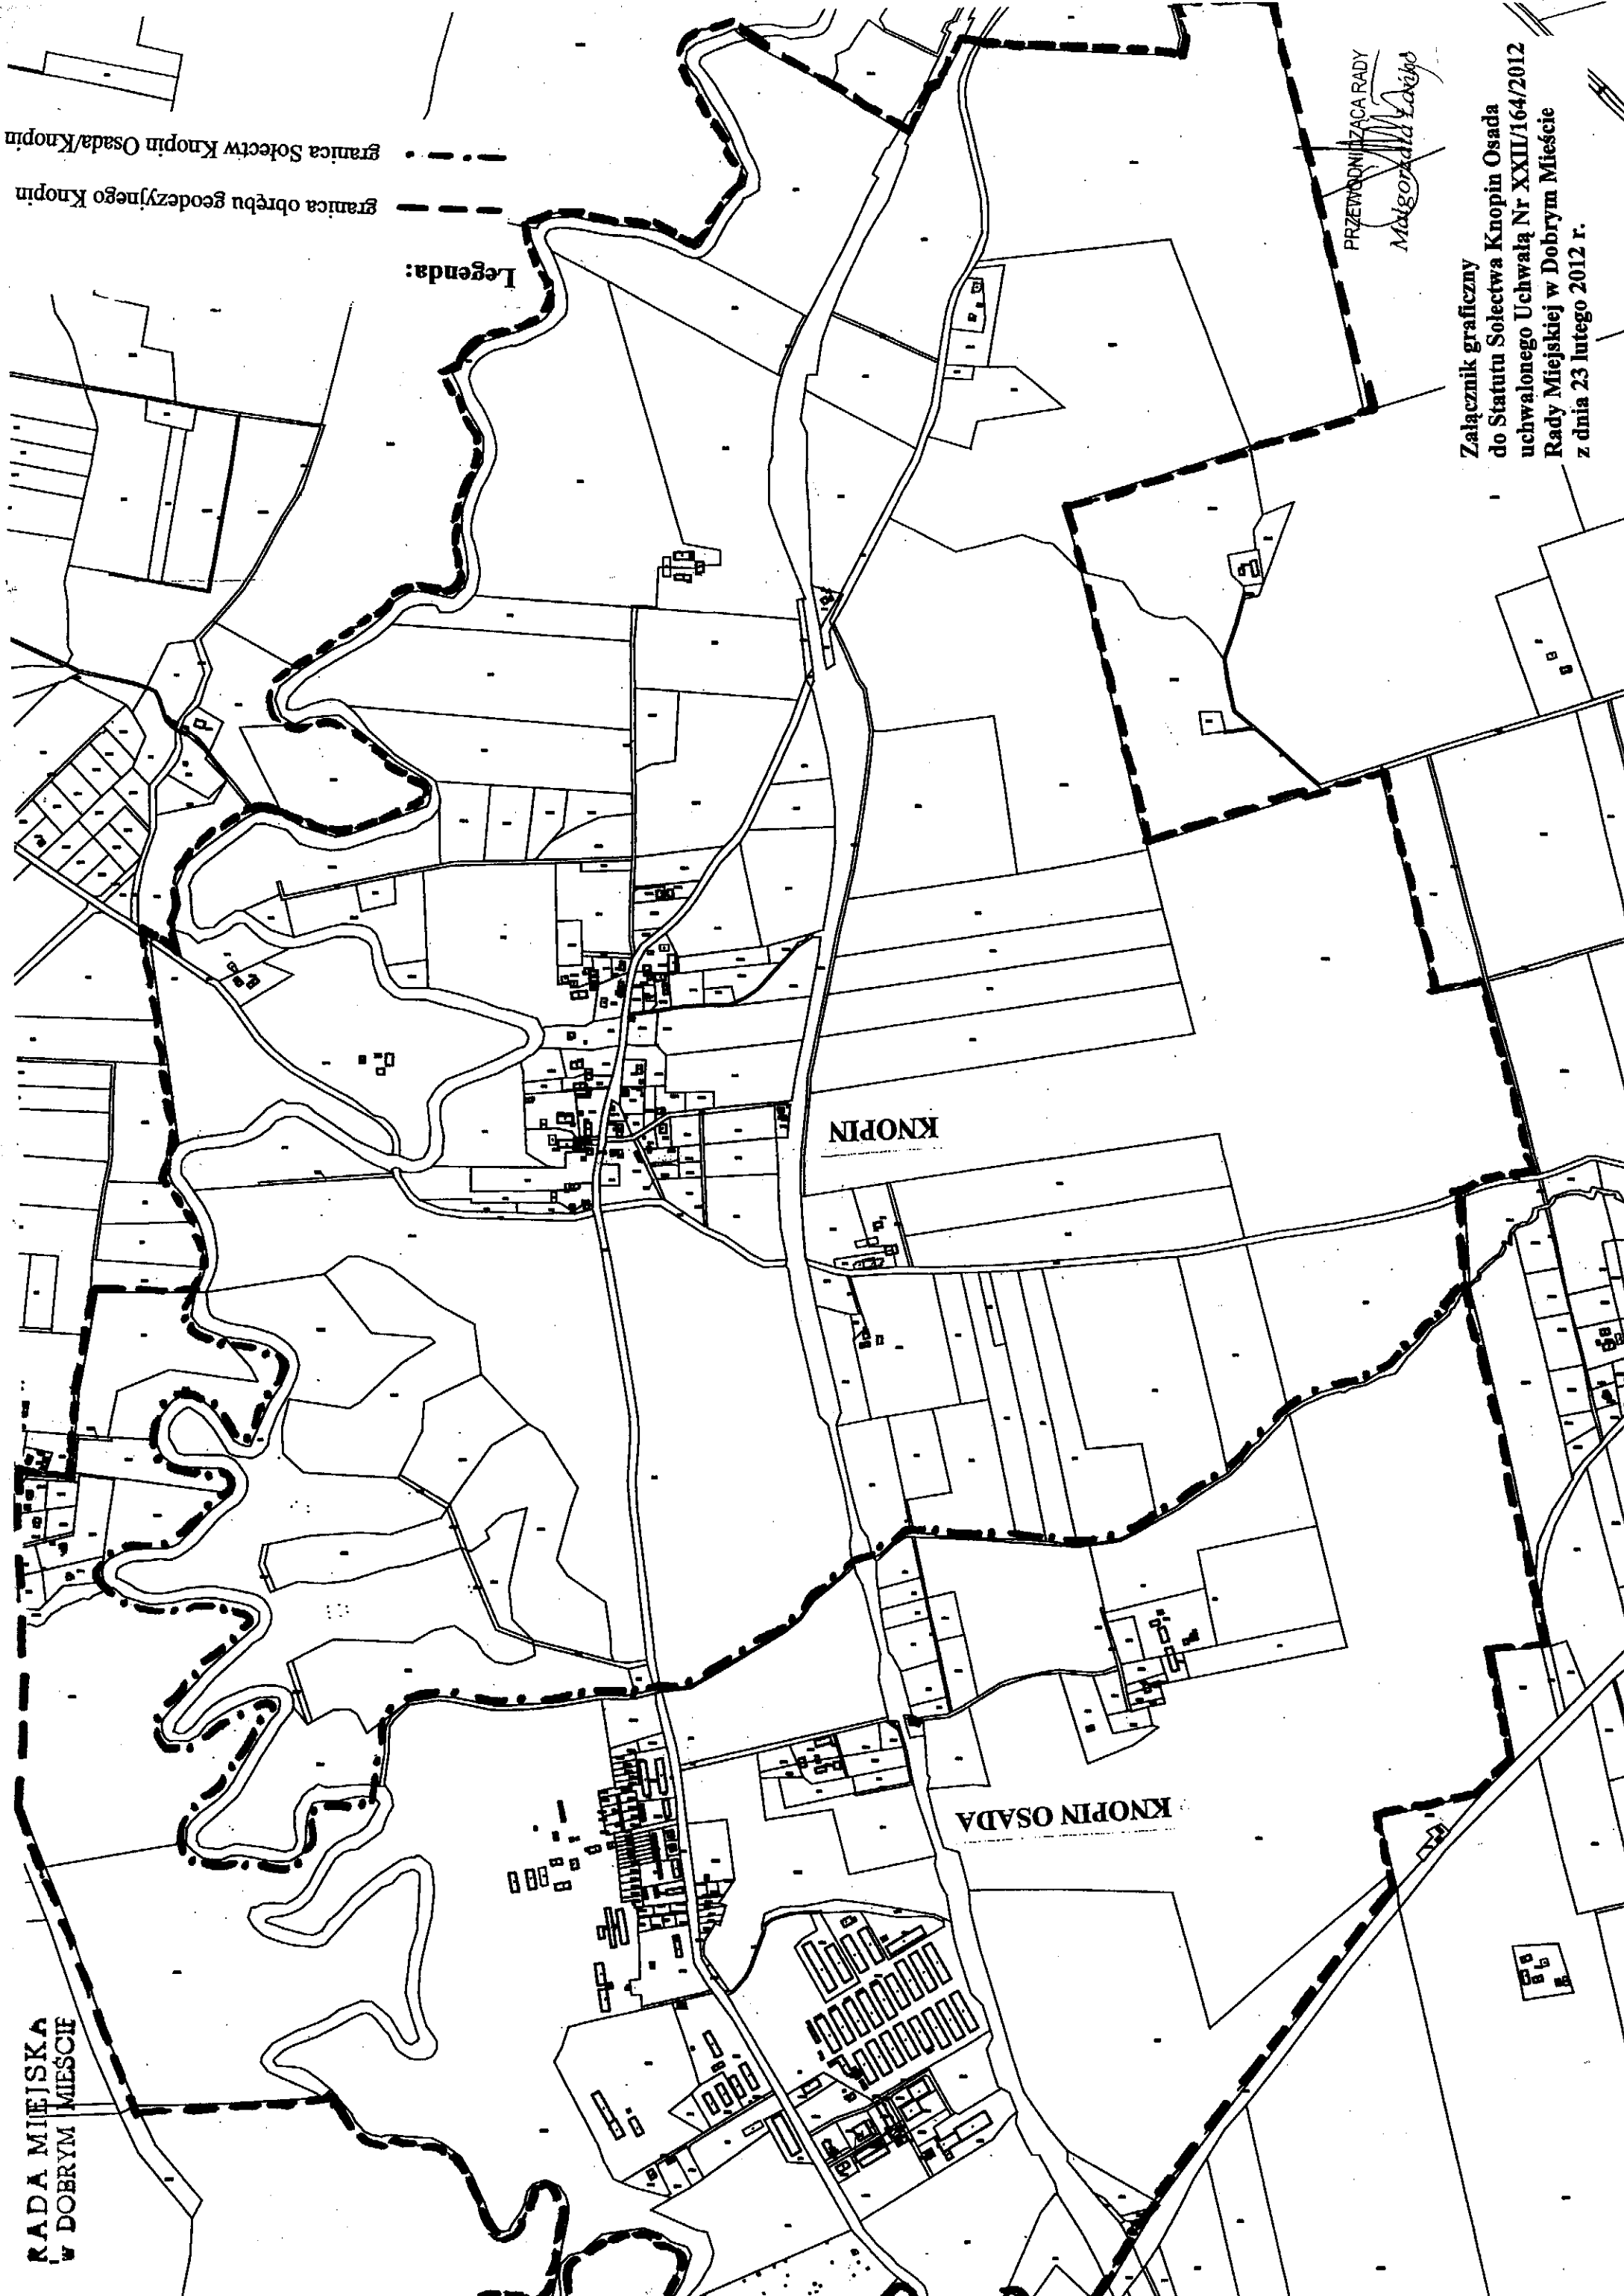 RADA MIEJSKA
w DOBRYM MIEŚCIE
Legenda:
granica obrębu geodezyjnego Knopin
granica Sołectw Knopin Osada/Knopin
KNOPIN
KNOPIN OSADA
PRZEWODNICZĄCA RADY
Małgorzata
Załącznik graficzny
do Statutu Sołectwa Knopin Osada
uchwalonego Uchwałą Nr XXII/164/2012
Rady Miejskiej w Dobrym Mieście
z dnia 23 lutego 2012 r.